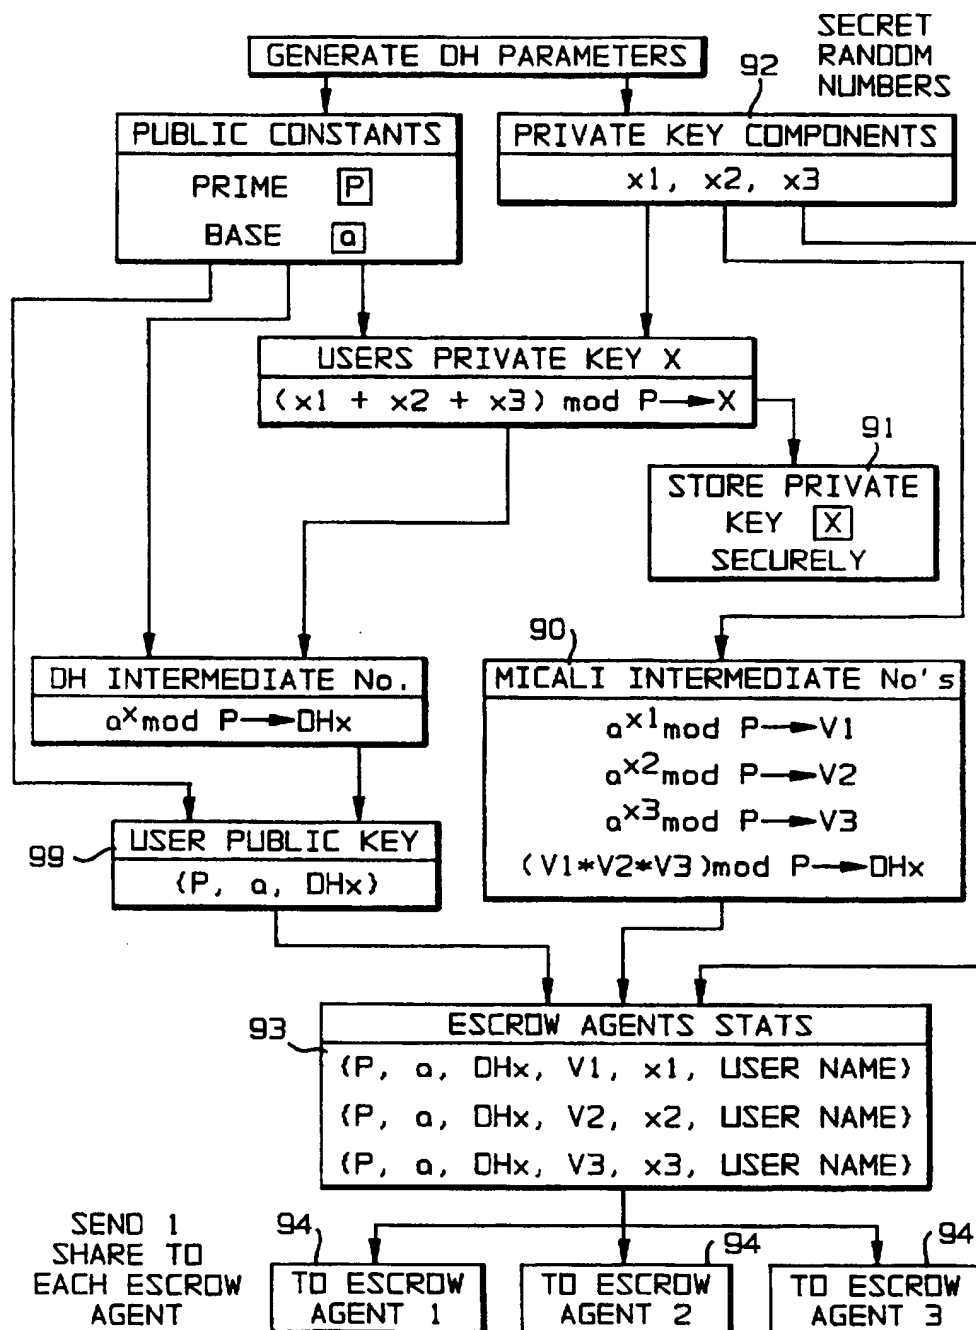 SECRET
RANDOM
NUMBERS
GENERATE DH PARAMETERS
92
PUBLIC CONSTANTS
PRIME P
BASE a
PRIVATE KEY COMPONENTS
x1, x2, x3
USERS PRIVATE KEY X
(x1 + x2 + x3) mod P→X
91
STORE PRIVATE
KEY X
SECURELY
DH INTERMEDIATE No.
a^x mod P→DHx
90
MICALI INTERMEDIATE No's
a^x1 mod P→V1
a^x2 mod P→V2
a^x3 mod P→V3
(V1*V2*V3)mod P→DHx
99
USER PUBLIC KEY
{P, a, DHx}
93
ESCROW AGENTS STATS
{P, a, DHx, V1, x1, USER NAME}
{P, a, DHx, V2, x2, USER NAME}
{P, a, DHx, V3, x3, USER NAME}
SEND 1
SHARE TO
EACH ESCROW
AGENT
94
TO ESCROW
AGENT 1
94
TO ESCROW
AGENT 2
94
TO ESCROW
AGENT 3